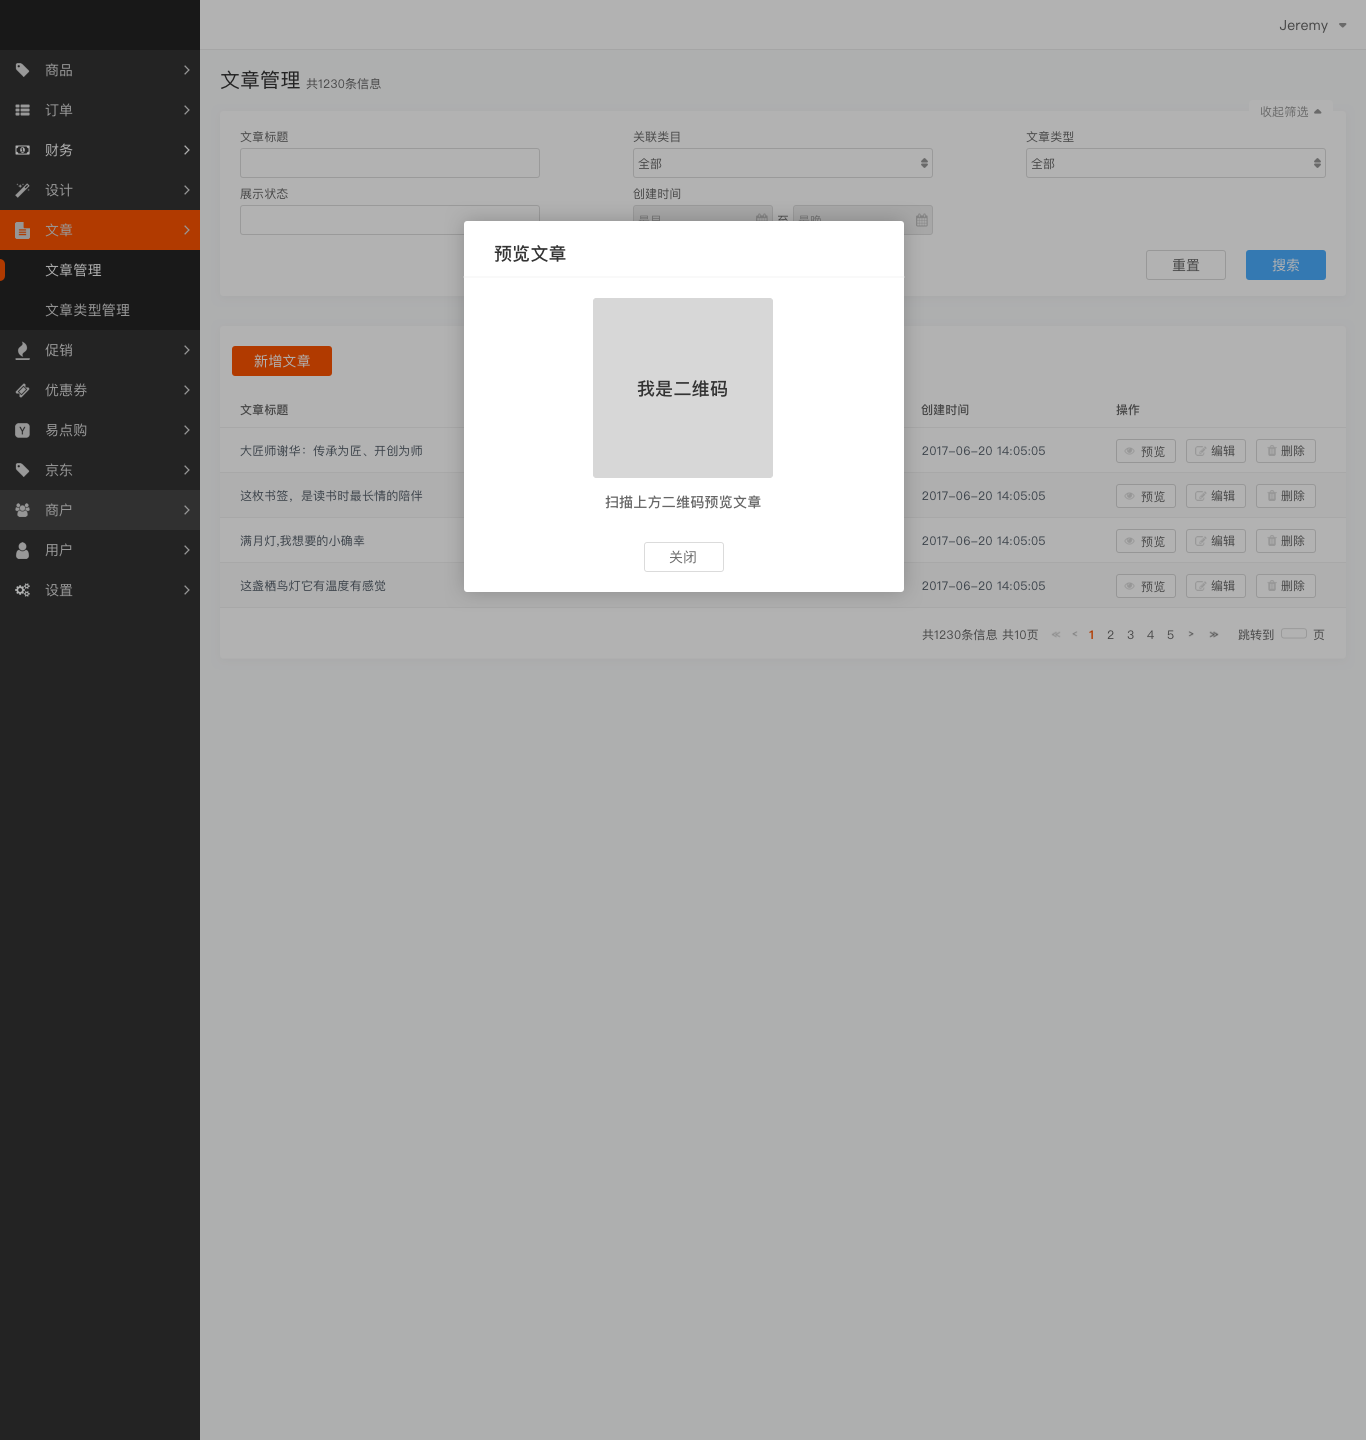 Jeremy
商品
订单
财务
设计
文章
文章管理
文章类型管理
促销
优惠券
易点购
京东
商户
用户
设置
文章管理 共1230条信息
收起筛选
文章标题 关联类目 文章类型
全部 全部
展示状态 创建时间
至
重置 搜索
预览文章
我是二维码
扫描上方二维码预览文章
关闭
新增文章
文章标题 创建时间 操作
大匠师谢华：传承为匠、开创为师 2017-06-20 14:05:05 预览 编辑 删除
这枚书签，是读书时最长情的陪伴 2017-06-20 14:05:05 预览 编辑 删除
满月灯,我想要的小确幸 2017-06-20 14:05:05 预览 编辑 删除
这盏栖鸟灯它有温度有感觉 2017-06-20 14:05:05 预览 编辑 删除
共1230条信息 共10页 << < 1 2 3 4 5 > >> 跳转到 页